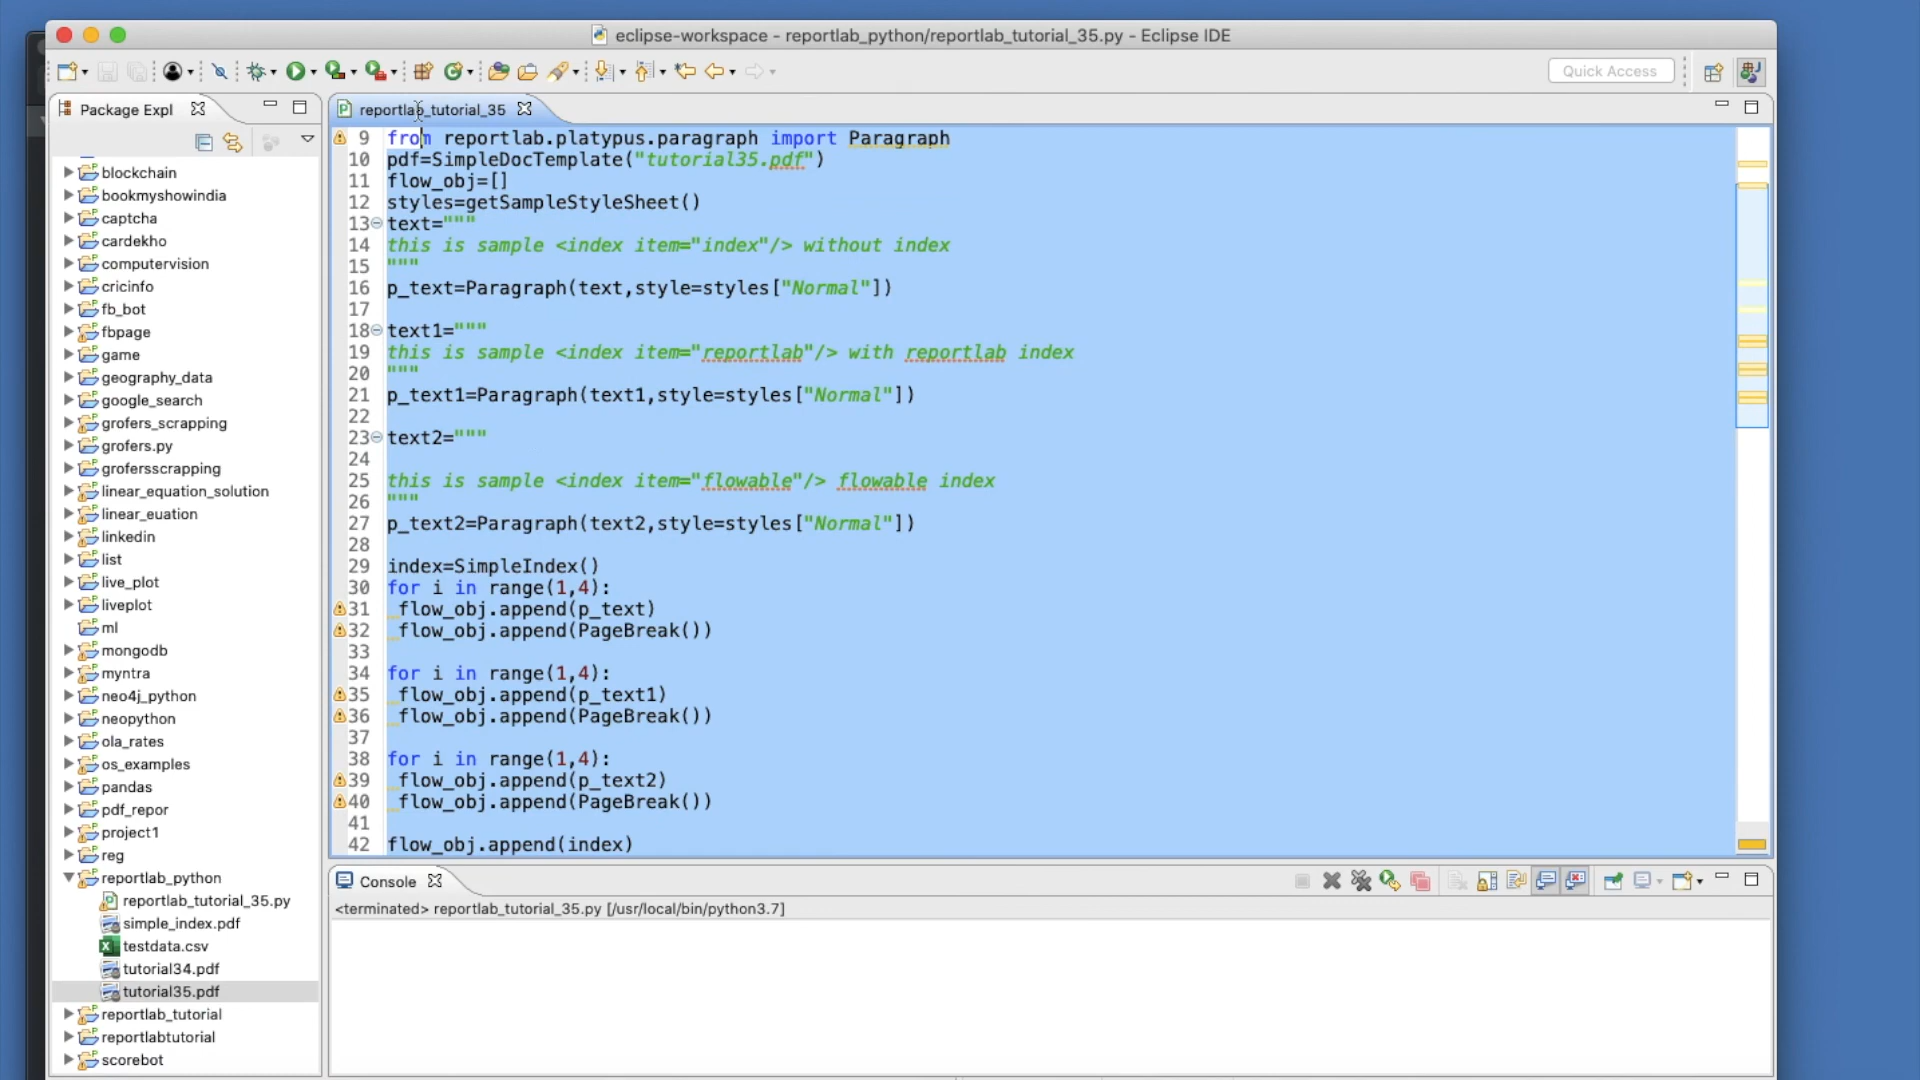 eclipse-workspace - reportlab_python/reportlab_tutorial_35.py - Eclipse IDE
Quick Access
Package Expl
reportlab_tutorial_35
blockchain
bookmyshowindia
captcha
cardekho
computervision
cricinfo
fb_bot
fbpage
game
geography_data
google_search
grofers_scrapping
grofers.py
grofersscrapping
linear_equation_solution
linear_euation
linkedin
list
live_plot
liveplot
ml
mongodb
myntra
neo4j_python
neopython
ola_rates
os_examples
pandas
pdf_repor
project1
reg
reportlab_python
reportlab_tutorial_35.py
simple_index.pdf
testdata.csv
tutorial34.pdf
tutorial35.pdf
reportlab_tutorial
reportlabtutorial
scorebot
9 from reportlab.platypus.paragraph import Paragraph
10 pdf=SimpleDocTemplate("tutorial35.pdf")
11 flow_obj=[]
12 styles=getSampleStyleSheet()
13 text="""
14 this is sample <index item="index"/> without index
15 """
16 p_text=Paragraph(text,style=styles["Normal"])
17
18 text1="""
19 this is sample <index item="reportlab"/> with reportlab index
20 """
21 p_text1=Paragraph(text1,style=styles["Normal"])
22
23 text2="""
24
25 this is sample <index item="flowable"/> flowable index
26 """
27 p_text2=Paragraph(text2,style=styles["Normal"])
28
29 index=SimpleIndex()
30 for i in range(1,4):
31 flow_obj.append(p_text)
32 flow_obj.append(PageBreak())
33
34 for i in range(1,4):
35 flow_obj.append(p_text1)
36 flow_obj.append(PageBreak())
37
38 for i in range(1,4):
39 flow_obj.append(p_text2)
40 flow_obj.append(PageBreak())
41
42 flow_obj.append(index)
Console
<terminated> reportlab_tutorial_35.py [/usr/local/bin/python3.7]